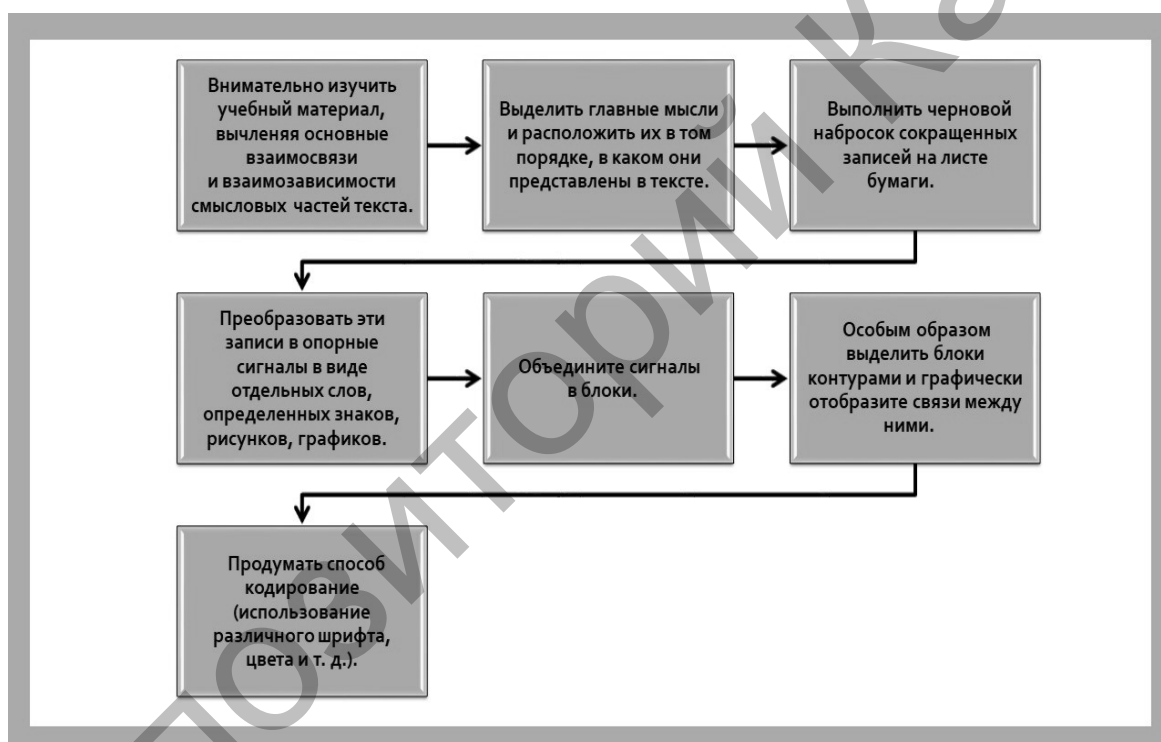 Внимательно изучить
учебный материал,
вычленяя основные
взаимосвязи
и взаимозависимости
смысловых частей текста.
Выделить главные мысли
и расположить их в том
порядке, в каком они
представлены в тексте.
Выполнить черновой
набросок сокращенных
записей на листе
бумаги.
Преобразовать эти
записи в опорные
сигналы в виде
отдельных слов,
определенных знаков,
рисунков, графиков.
Объедините сигналы
в блоки.
Особым образом
выделить блоки
контурами и графически
отобразите связи между
ними.
Продумать способ
кодирование
(использование
различного шрифта,
цвета и т. д.).